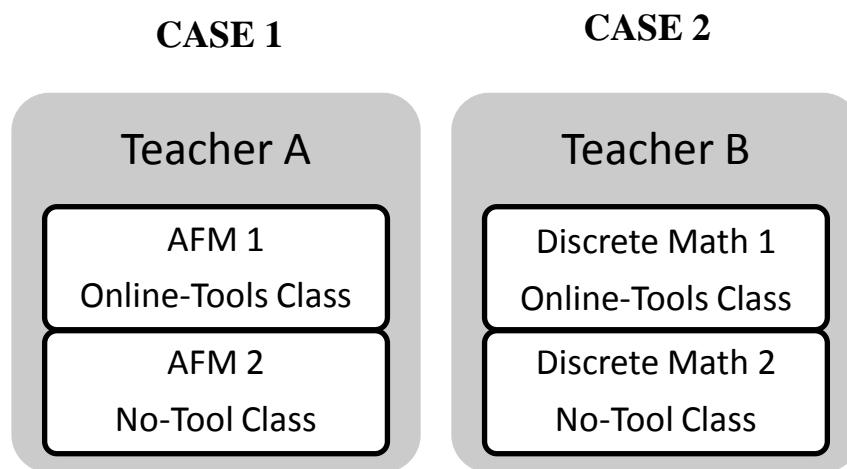 CASE 1
CASE 2
Teacher A
AFM 1
Online-Tools Class
AFM 2
No-Tool Class
Teacher B
Discrete Math 1
Online-Tools Class
Discrete Math 2
No-Tool Class